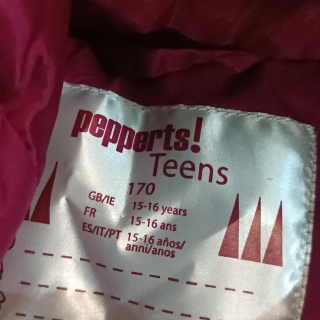 pepperts!
Teens
170
GB/IE 15-16 years
FR 15-16 ans
ES/IT/PT 15-16 años/
anni/anos